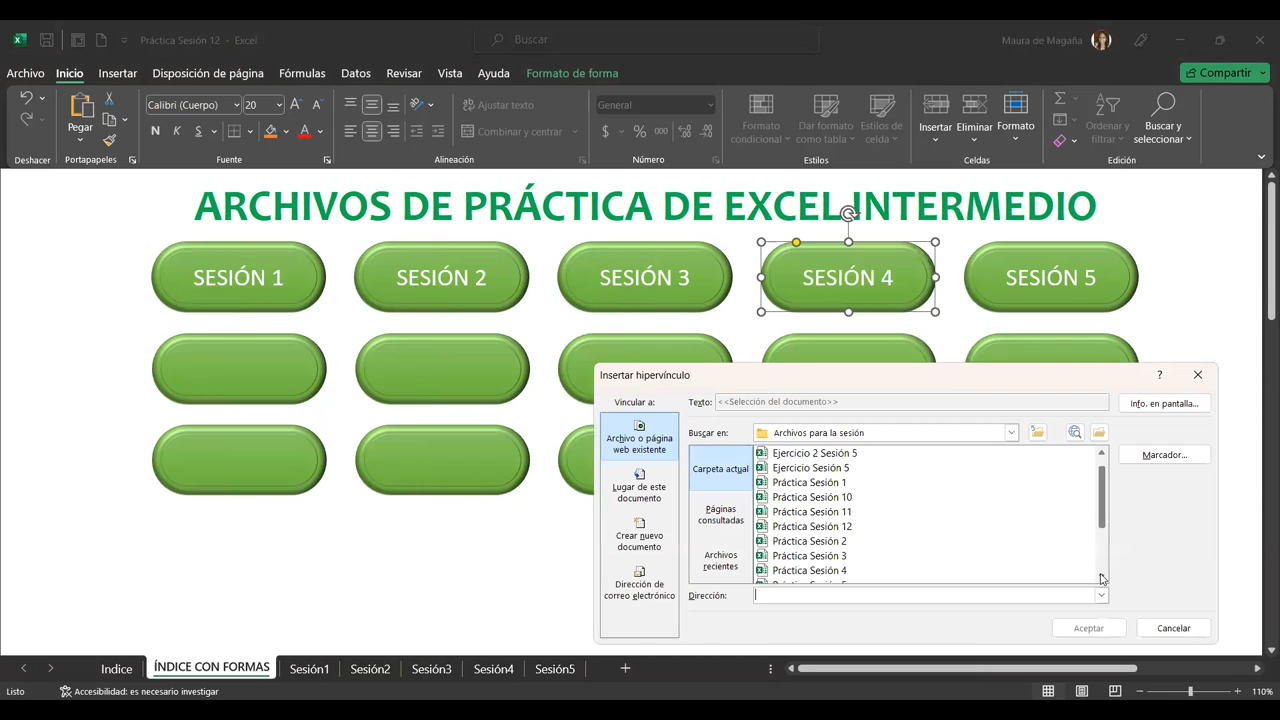 Práctica Sesión 12 - Excel
Buscar
Maura de Magaña
Archivo Inicio Insertar Disposición de página Fórmulas Datos Revisar Vista Ayuda Formato de forma
Compartir
Pegar
Calibri (Cuerpo) 20
N K S
Ajustar texto
Combinar y centrar
General
$ % 000
Formato condicional
Dar formato como tabla
Estilos de celda
Insertar Eliminar Formato
Ordenar y filtrar
Buscar y seleccionar
Deshacer Portapapeles Fuente Alineación Número Estilos Celdas Edición
ARCHIVOS DE PRÁCTICA DE EXCEL INTERMEDIO
SESIÓN 1 SESIÓN 2 SESIÓN 3 SESIÓN 4 SESIÓN 5
Insertar hipervínculo
Vincular a: Texto: <<Selección del documento>> Info. en pantalla...
Archivo o página web existente
Lugar de este documento
Crear nuevo documento
Dirección de correo electrónico
Buscar en: Archivos para la sesión
Marcador...
Carpeta actual
Páginas consultadas
Archivos recientes
Ejercicio 2 Sesión 5
Ejercicio Sesión 5
Práctica Sesión 1
Práctica Sesión 10
Práctica Sesión 11
Práctica Sesión 12
Práctica Sesión 2
Práctica Sesión 3
Práctica Sesión 4
Dirección:
Aceptar Cancelar
Indice ÍNDICE CON FORMAS Sesión1 Sesión2 Sesión3 Sesión4 Sesión5
Listo Accesibilidad: es necesario investigar 110%